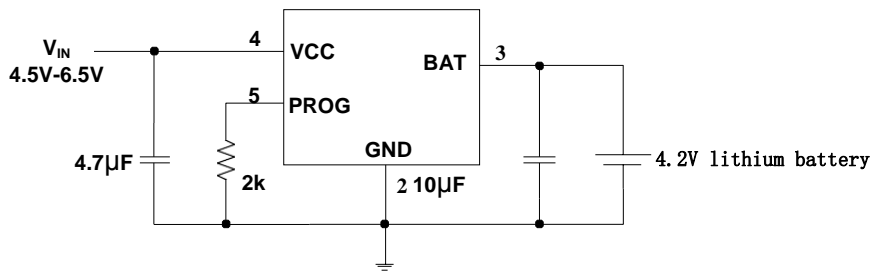 V_IN
4.5V-6.5V
4
VCC
3
BAT
5
PROG
4.7µF
2k
GND
2
10µF
4.2V lithium battery